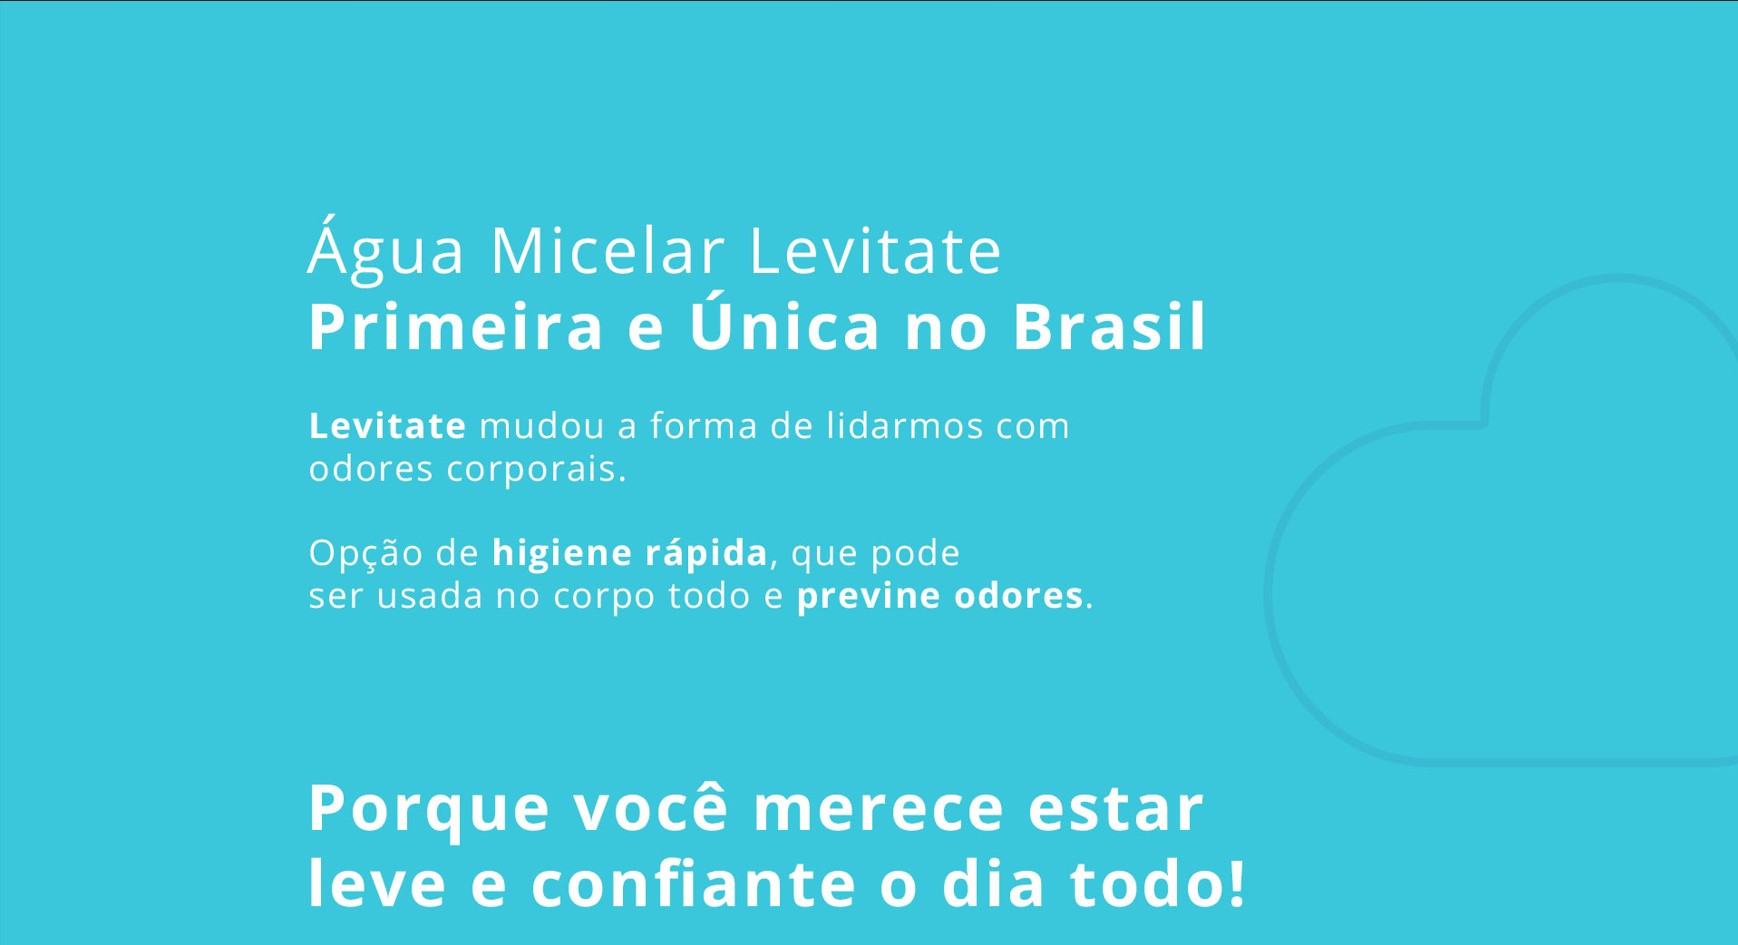 Água Micelar Levitate
Primeira e Única no Brasil
Levitate mudou a forma de lidarmos com
odores corporais.
Opção de higiene rápida, que pode
ser usada no corpo todo e previne odores.
Porque você merece estar
leve e confiante o dia todo!